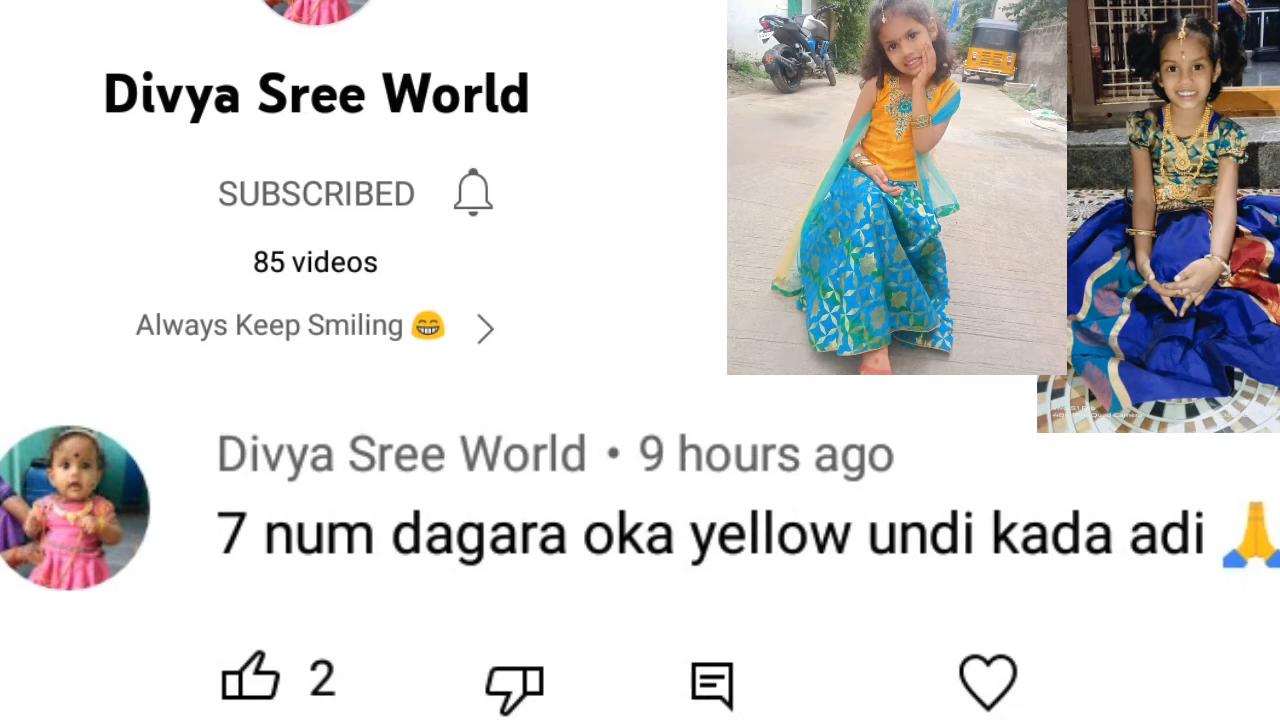 Divya Sree World
SUBSCRIBED
85 videos
Always Keep Smiling 😁
Divya Sree World • 9 hours ago
7 num dagara oka yellow undi kada adi 🙏
2